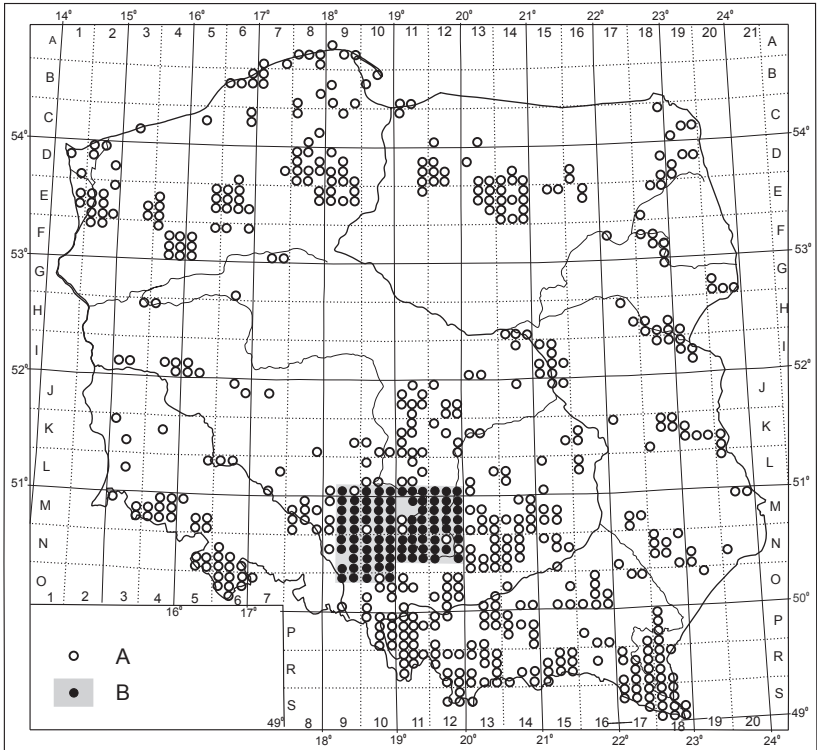 14° 15° 16° 17° 18° 19° 20° 21° 22° 23° 24°
1 2 3 4 5 6 7 8 9 10 11 12 13 14 15 16 17 18 19 20 21
A A
B B
C C
54° 54°
D D
E E
F F
53° 53°
G G
H H
I I
52° 52°
J J
K K
L L
51° 51°
M M
N N
O O
50°
1 2 3 4 5 6 7
16° 17°
P P
R R
S S
A
B
49° 8 9 10 11 12 13 14 15 16 17 18 19 20 21 49°
18° 19° 20° 21° 22° 23° 24°